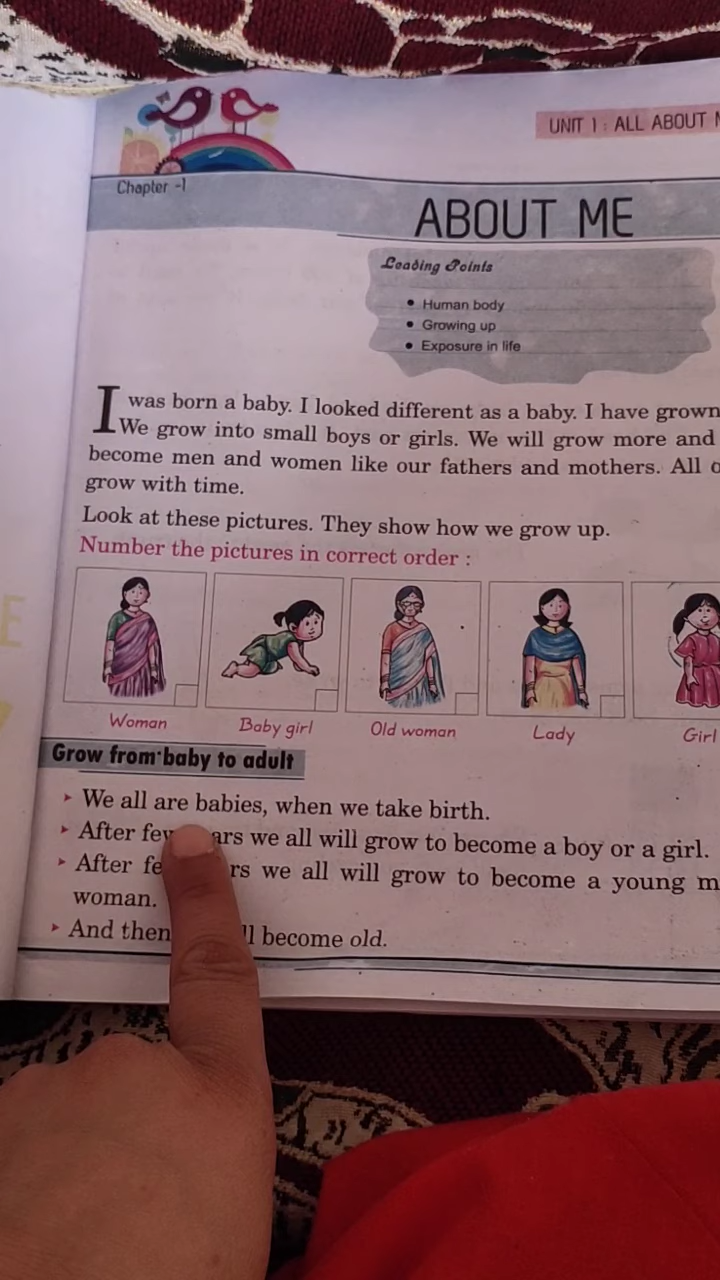 UNIT 1 : ALL ABOUT
Chapter -1
ABOUT ME
Leading Points
• Human body
• Growing up
• Exposure in life
I was born a baby. I looked different as a baby. I have grown
We grow into small boys or girls. We will grow more and
become men and women like our fathers and mothers. All
grow with time.
Look at these pictures. They show how we grow up.
Number the pictures in correct order :
Woman Baby girl Old woman Lady Girl
Grow from baby to adult
▸ We all are babies, when we take birth.
▸ After we all will grow to become a boy or a girl.
▸ After we all will grow to become a young
woman.
▸ And then become old.